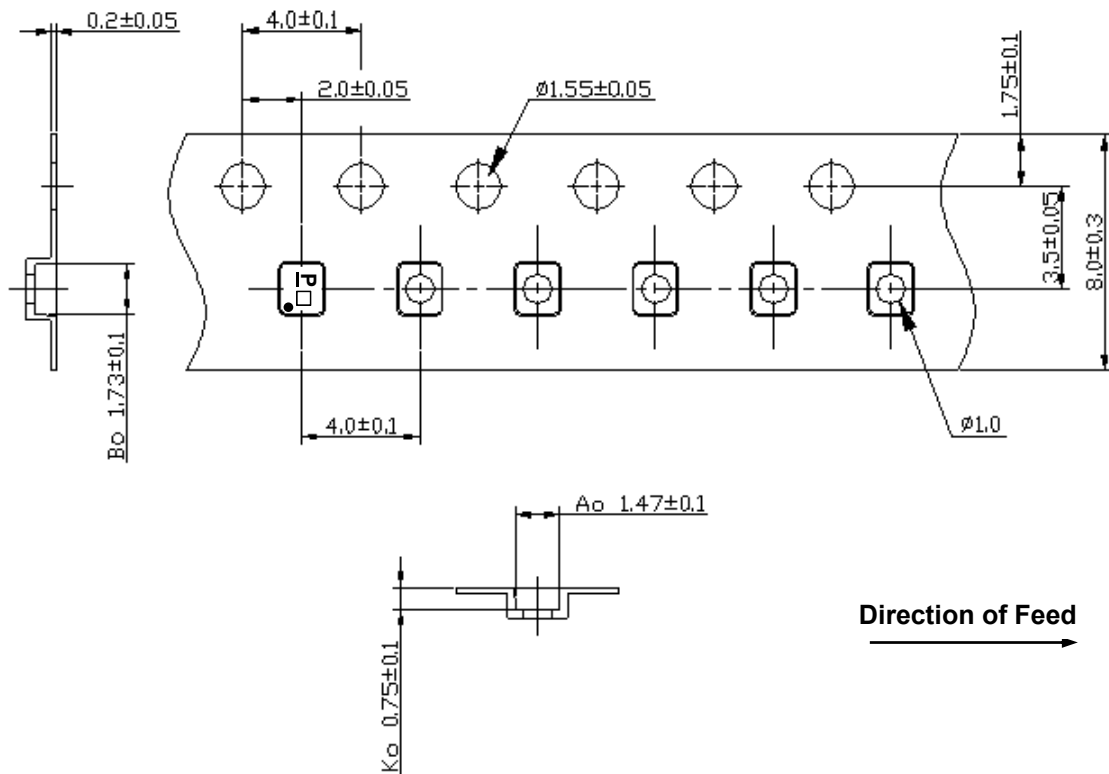 0.2±0.05
4.0±0.1
2.0±0.05
ø1.55±0.05
1.75±0.1
3.5±0.05
8.0±0.3
P
Bo 1.73±0.1
4.0±0.1
ø1.0
Ao 1.47±0.1
Ko 0.75±0.1
Direction of Feed